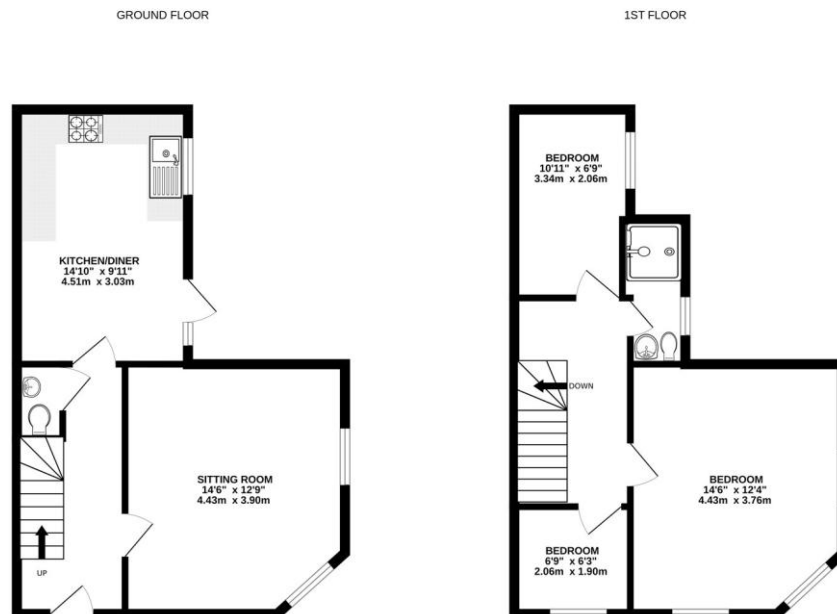 GROUND FLOOR
1ST FLOOR
KITCHEN/DINER
14'10" x 9'11"
4.51m x 3.03m
SITTING ROOM
14'6" x 12'9"
4.43m x 3.90m
UP
BEDROOM
10'11" x 6'9"
3.34m x 2.06m
DOWN
BEDROOM
14'6" x 12'4"
4.43m x 3.76m
BEDROOM
6'9" x 6'3"
2.06m x 1.90m